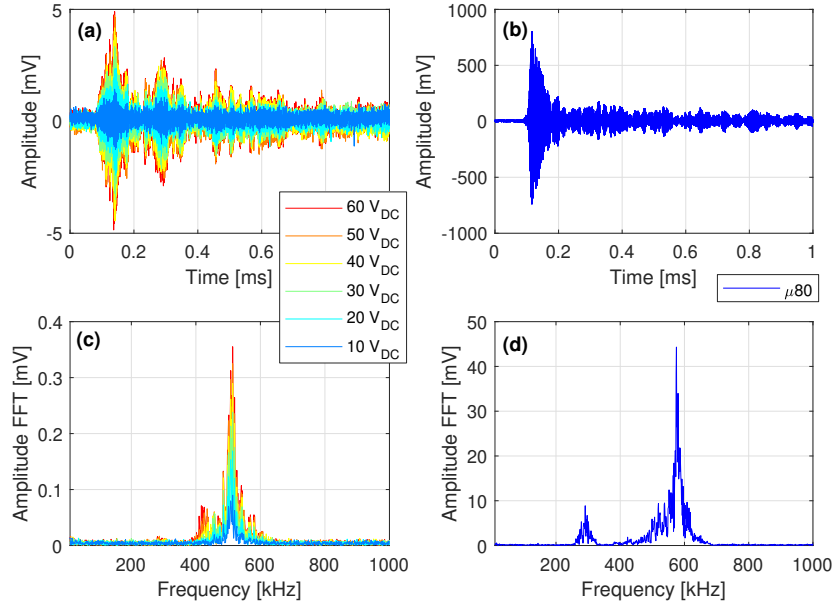 (a)
5
0
-5
Amplitude [mV]
0
0.2
0.4
0.6
Time [ms]
(b)
1000
500
0
-500
-1000
Amplitude [mV]
0
0.2
0.4
0.6
0.8
1
Time [ms]
60 V_DC
50 V_DC
40 V_DC
30 V_DC
20 V_DC
10 V_DC
μ80
(c)
0.4
0.3
0.2
0.1
0
Amplitude FFT [mV]
200
400
600
800
1000
Frequency [kHz]
(d)
50
40
30
20
10
0
Amplitude FFT [mV]
200
400
600
800
1000
Frequency [kHz]